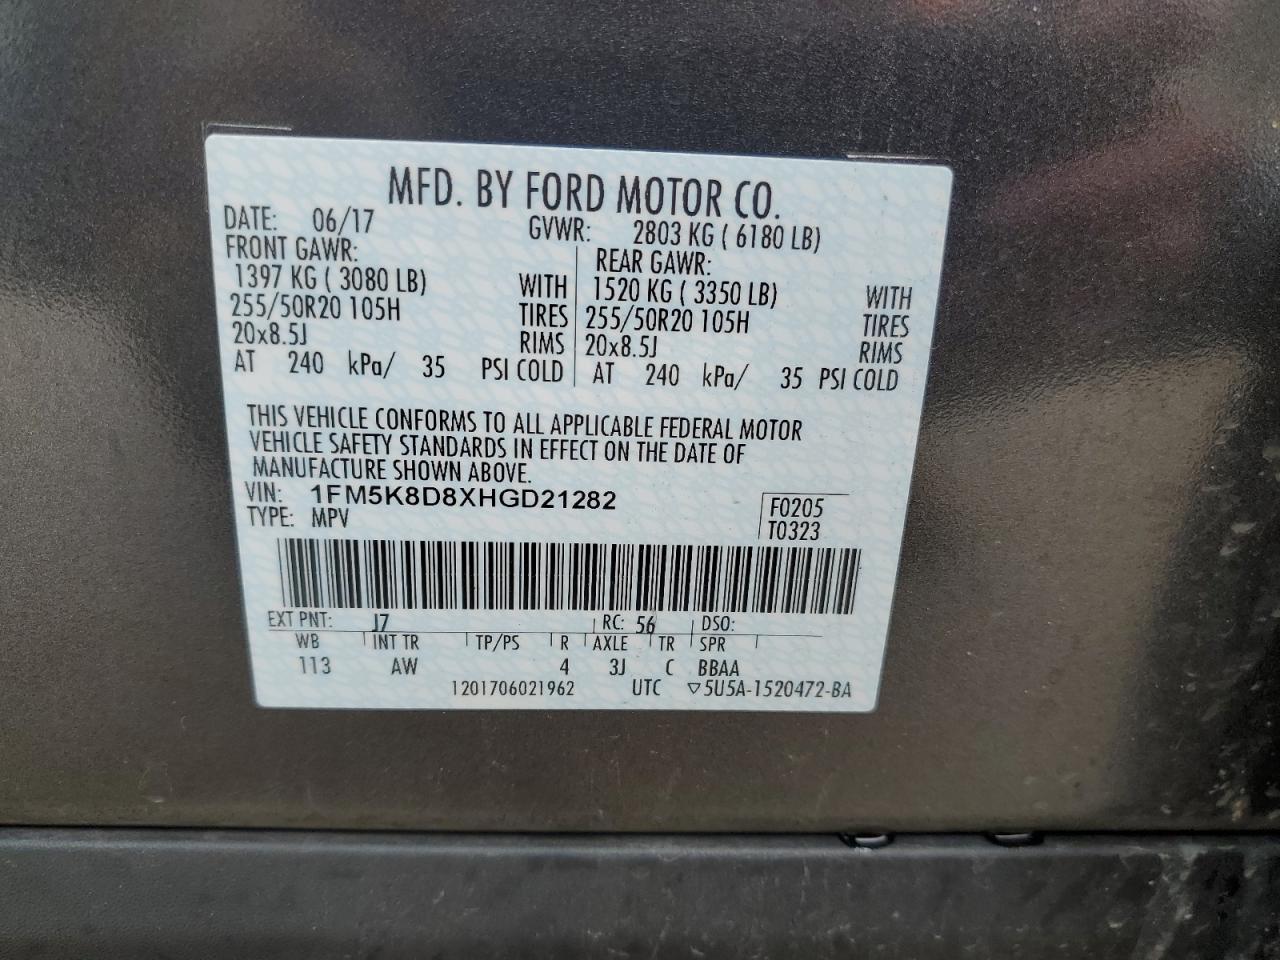 MFD. BY FORD MOTOR CO.
DATE: 06/17 GVWR: 2803 KG ( 6180 LB)
FRONT GAWR: REAR GAWR:
1397 KG ( 3080 LB) WITH 1520 KG ( 3350 LB) WITH
255/50R20 105H TIRES 255/50R20 105H TIRES
20x8.5J RIMS 20x8.5J RIMS
AT 240 kPa/ 35 PSI COLD AT 240 kPa/ 35 PSI COLD
THIS VEHICLE CONFORMS TO ALL APPLICABLE FEDERAL MOTOR
VEHICLE SAFETY STANDARDS IN EFFECT ON THE DATE OF
MANUFACTURE SHOWN ABOVE.
VIN: 1FM5K8D8XHGD21282 F0205
TYPE: MPV T0323
EXT PNT: J7 RC: 56 DSO:
WB INT TR TP/PS R AXLE TR SPR
113 AW 4 3J C BBAA
1201706021962 UTC ▽5U5A-1520472-BA